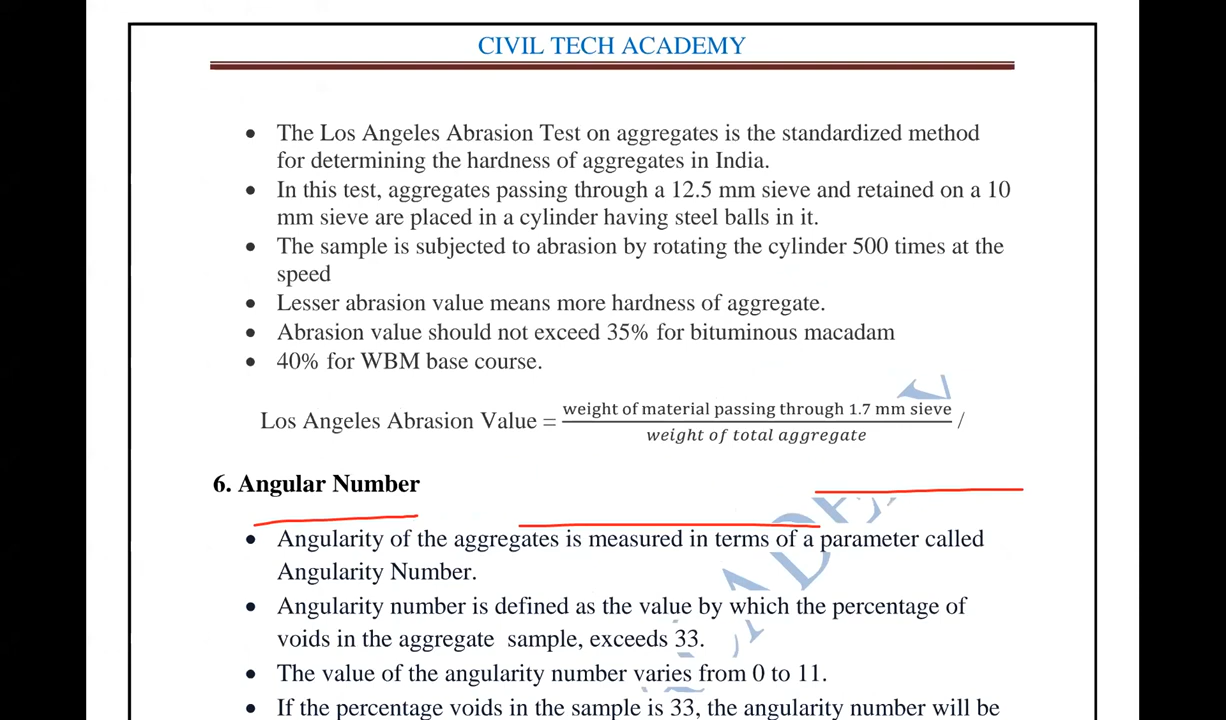 CIVIL TECH ACADEMY
• The Los Angeles Abrasion Test on aggregates is the standardized method
for determining the hardness of aggregates in India.
• In this test, aggregates passing through a 12.5 mm sieve and retained on a 10
mm sieve are placed in a cylinder having steel balls in it.
• The sample is subjected to abrasion by rotating the cylinder 500 times at the
speed
• Lesser abrasion value means more hardness of aggregate.
• Abrasion value should not exceed 35% for bituminous macadam
• 40% for WBM base course.
Los Angeles Abrasion Value = weight of material passing through 1.7 mm sieve /
weight of total aggregate
6. Angular Number
• Angularity of the aggregates is measured in terms of a parameter called
Angularity Number.
• Angularity number is defined as the value by which the percentage of
voids in the aggregate sample, exceeds 33.
• The value of the angularity number varies from 0 to 11.
• If the percentage voids in the sample is 33, the angularity number will be